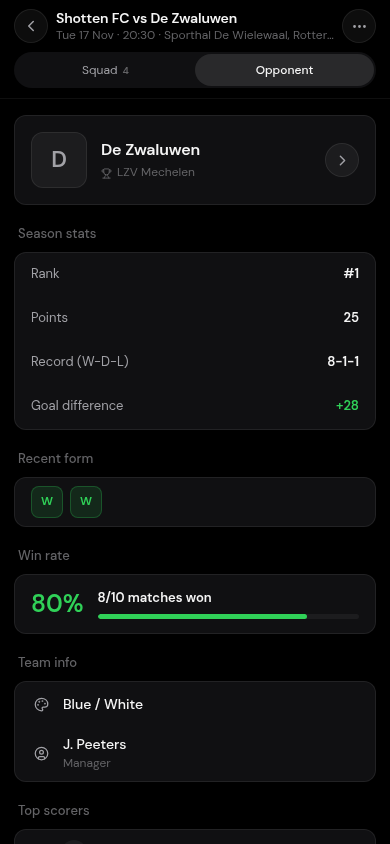 Shotten FC vs De Zwaluwen
Tue 17 Nov · 20:30 · Sporthal De Wielewaal, Rotter...
Squad 4
Opponent
D
De Zwaluwen
LZV Mechelen
Season stats
Rank #1
Points 25
Record (W-D-L) 8-1-1
Goal difference +28
Recent form
W W
Win rate
80% 8/10 matches won
Team info
Blue / White
J. Peeters
Manager
Top scorers